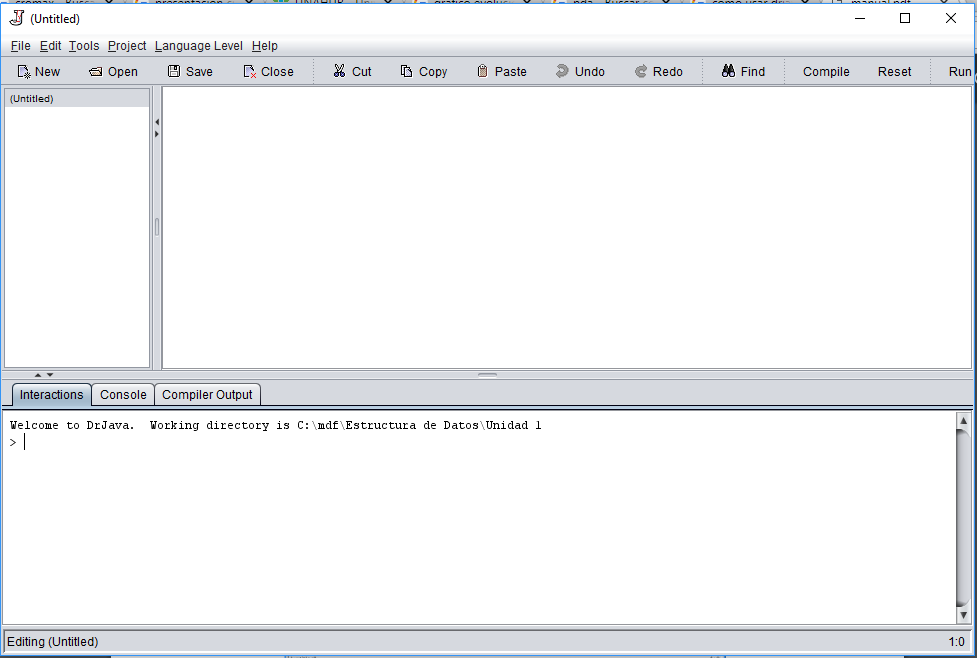 (Untitled)
File Edit Tools Project Language Level Help
New Open Save Close Cut Copy Paste Undo Redo Find Compile Reset Run
(Untitled)
Interactions Console Compiler Output
Welcome to DrJava. Working directory is C:\mdf\Estructura de Datos\Unidad 1
>
Editing (Untitled) 1:0